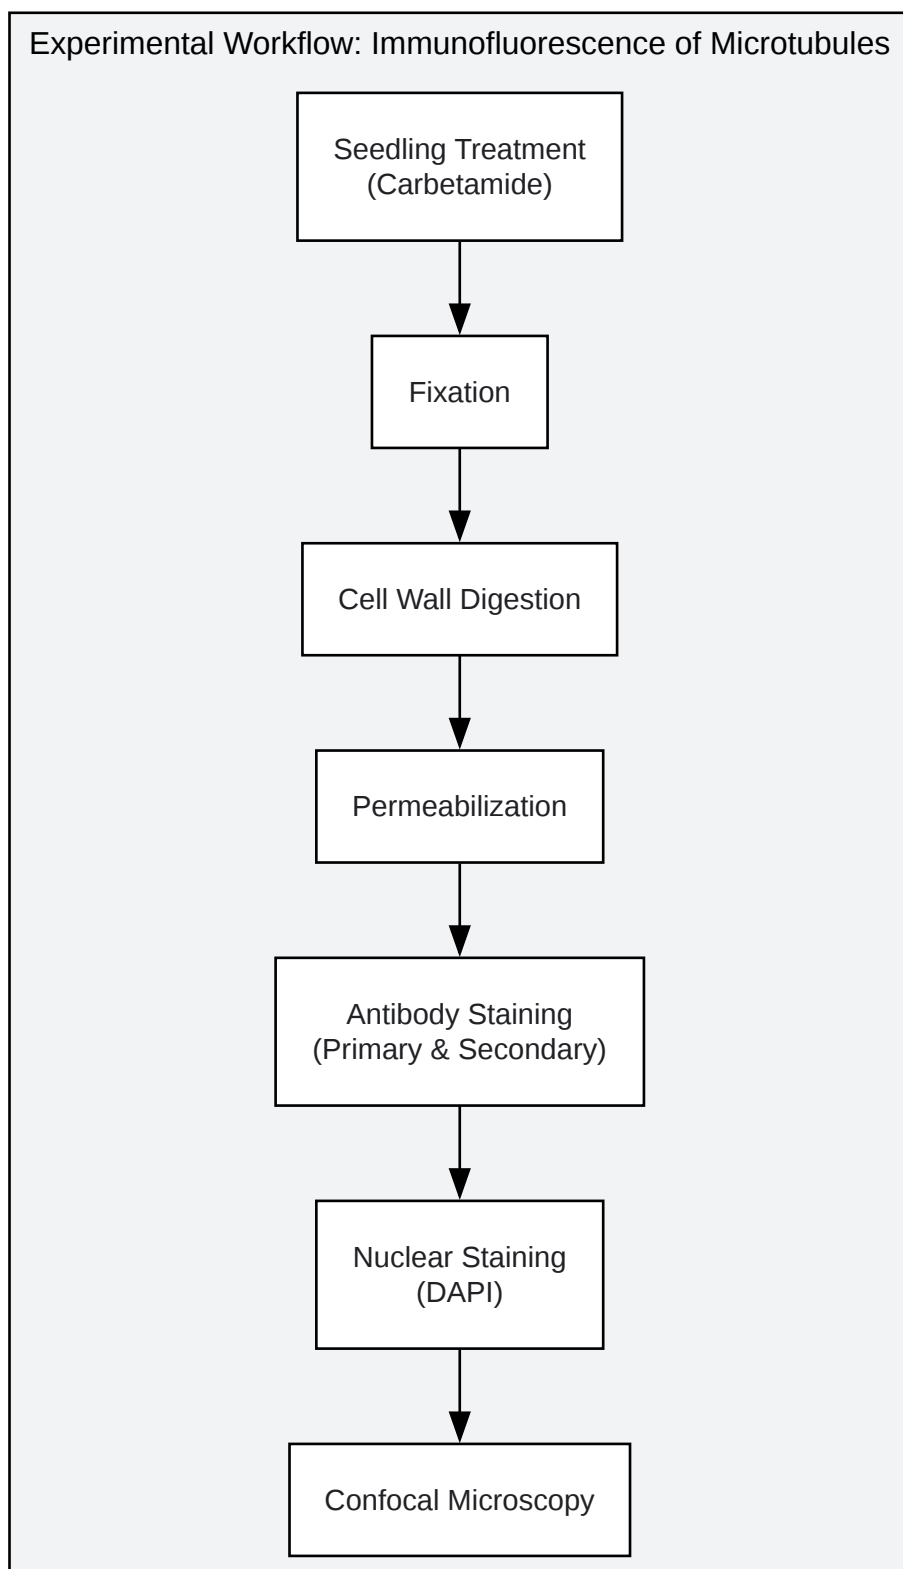 Experimental Workflow: Immunofluorescence of Microtubules
Seedling Treatment
(Carbetamide)
Fixation
Cell Wall Digestion
Permeabilization
Antibody Staining
(Primary & Secondary)
Nuclear Staining
(DAPI)
Confocal Microscopy